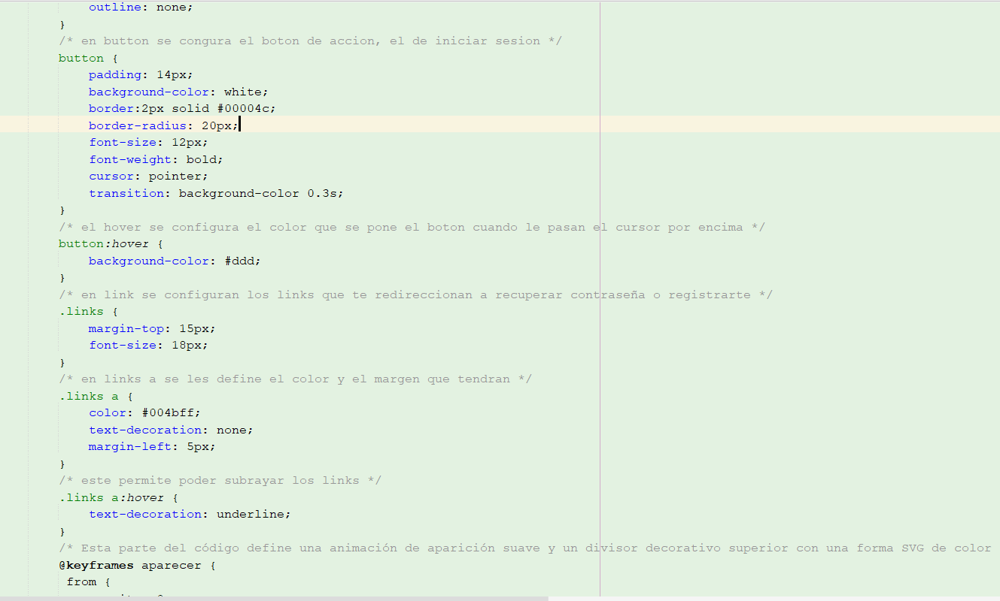 outline: none;
}
/* en button se congura el boton de accion, el de iniciar sesion */
button {
padding: 14px;
background-color: white;
border:2px solid #00004c;
border-radius: 20px;
font-size: 12px;
font-weight: bold;
cursor: pointer;
transition: background-color 0.3s;
}
/* el hover se configura el color que se pone el boton cuando le pasan el cursor por encima */
button:hover {
background-color: #ddd;
}
/* en link se configuran los links que te redireccionan a recuperar contraseña o registrarte */
.links {
margin-top: 15px;
font-size: 18px;
}
/* en links a se les define el color y el margen que tendran */
.links a {
color: #004bff;
text-decoration: none;
margin-left: 5px;
}
/* este permite poder subrayar los links */
.links a:hover {
text-decoration: underline;
}
/* Esta parte del código define una animación de aparición suave y un divisor decorativo superior con una forma SVG de color
@keyframes aparecer {
from {